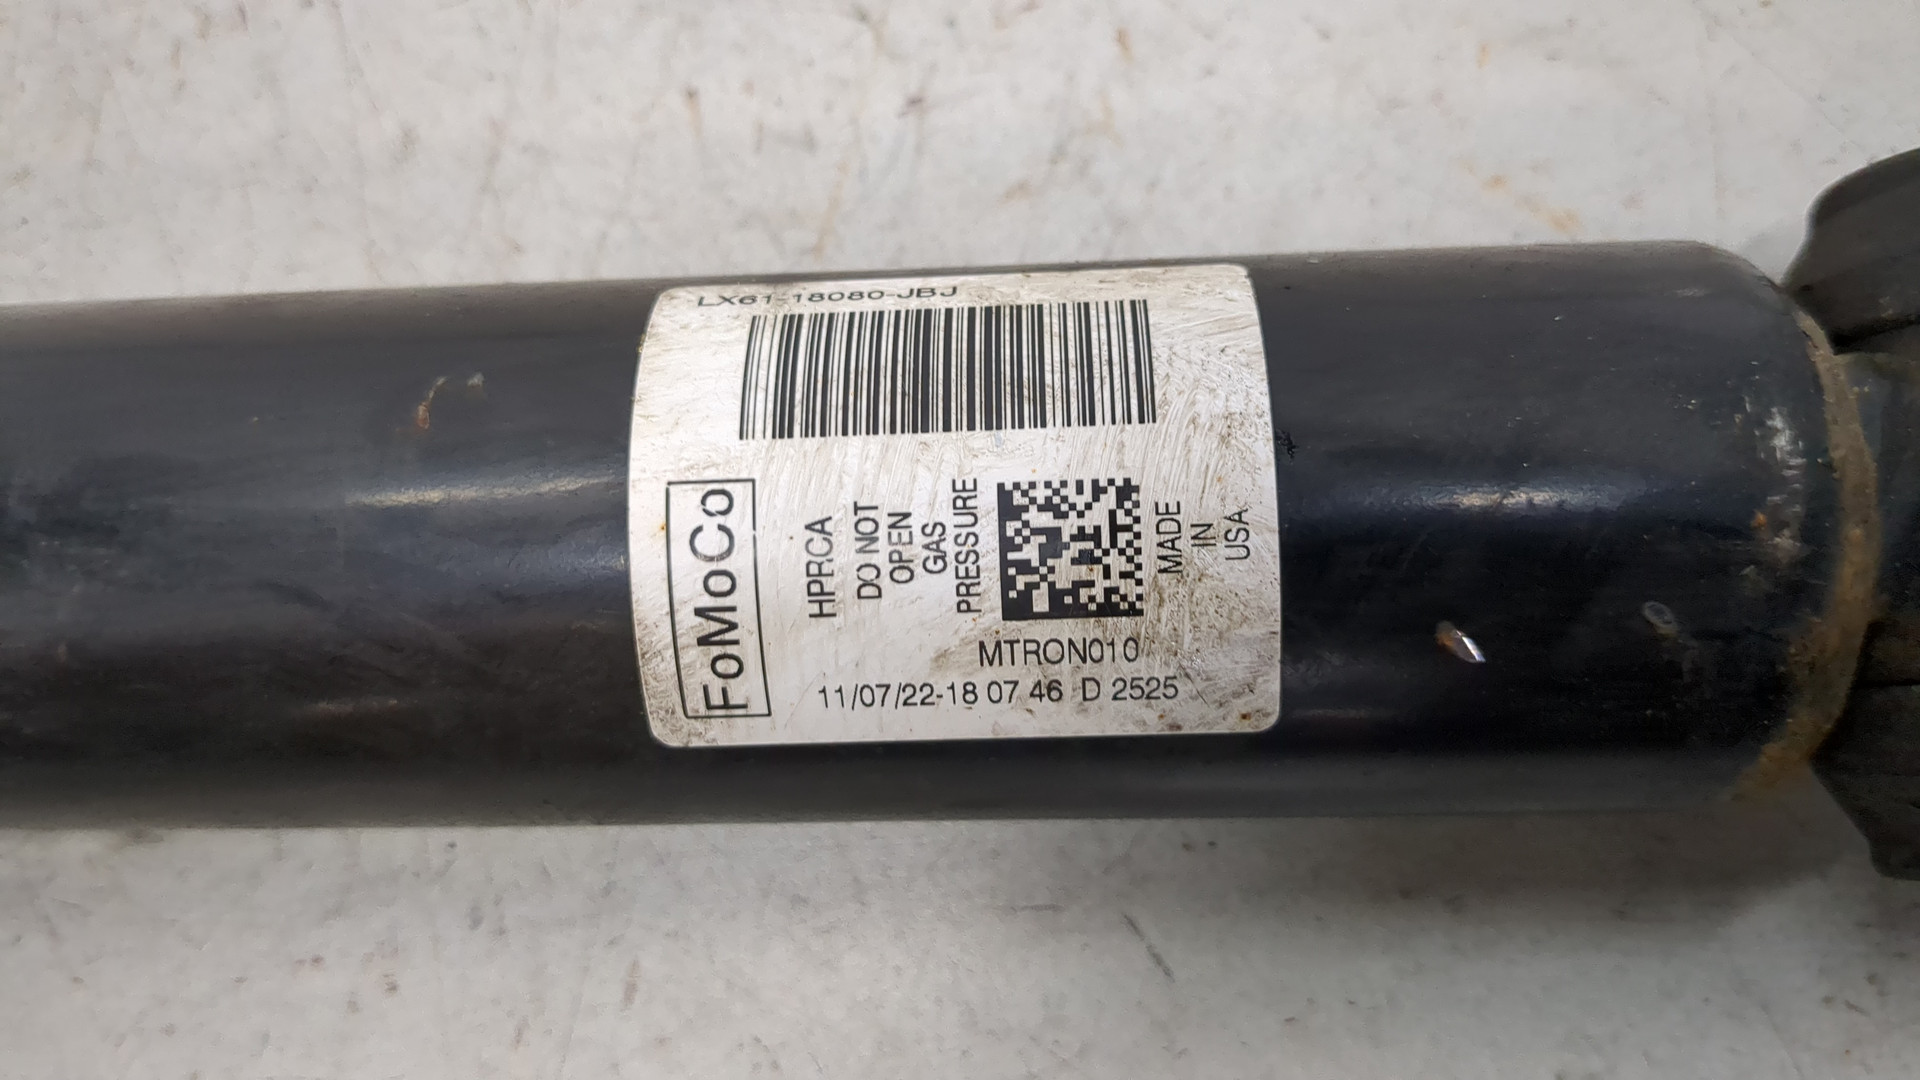 LX61-18080-JBJ
FoMoCo
HPRCA
DO NOT
OPEN
GAS
PRESSURE
MADE
IN
USA
MTRON010
11/07/22-18 07 46 D 2525